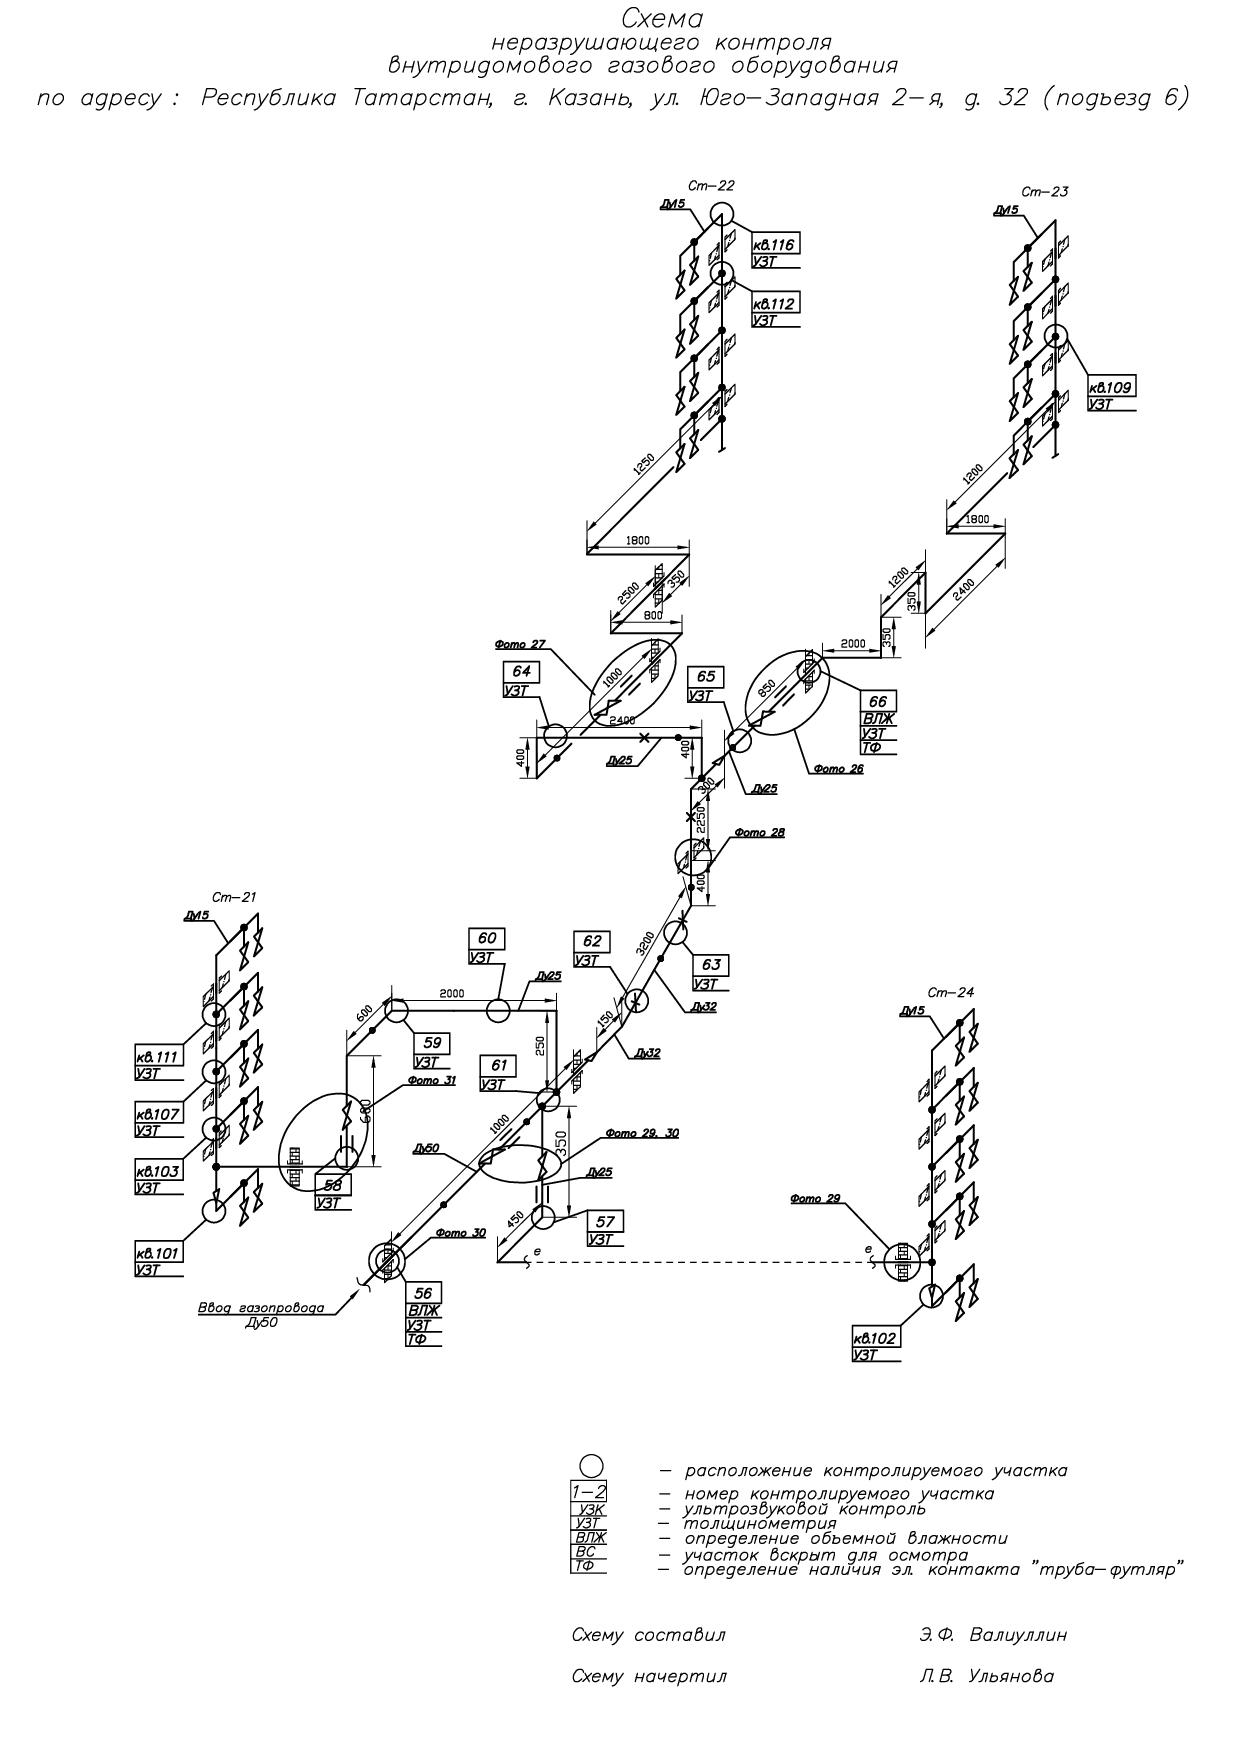 Схема
неразрушающего контроля
внутридомового газового оборудования
по адресу : Республика Татарстан, г. Казань, ул. Юго-Западная 2-я, д. 32 (подъезд 6)
Ст-22
Ду15
кв.116
УЗТ
кв.112
УЗТ
1250
1800
2500
350
800
Ст-23
Ду15
кв.109
УЗТ
1200
1800
2400
1200
350
350
2000
Фото 27
64
УЗТ
1000
2400
400
Ду25
400
65
УЗТ
850
66
ВЛЖ
УЗТ
ТФ
Фото 26
Ду25
300
2250
Фото 28
400
3200
Ст-21
Ду15
кв.111
УЗТ
кв.107
УЗТ
кв.103
УЗТ
кв.101
УЗТ
60
УЗТ
62
УЗТ
63
УЗТ
2000
Ду25
600
59
УЗТ
250
150
Ду32
Ду32
61
УЗТ
Фото 31
680
58
УЗТ
1000
Ду50
350
Фото 29, 30
Ду25
450
57
УЗТ
Фото 30
е
е
56
ВЛЖ
УЗТ
ТФ
Ввод газопровода
Ду50
Ст-24
Ду15
Фото 29
кв.102
УЗТ
– расположение контролируемого участка
1-2 – номер контролируемого участка
УЗК – ультрозвуковой контроль
УЗТ – толщинометрия
ВЛЖ – определение объемной влажности
ВС – участок вскрыт для осмотра
ТФ – определение наличия эл. контакта "труба-футляр"
Схему составил Э.Ф. Валиуллин
Схему начертил Л.В. Ульянова